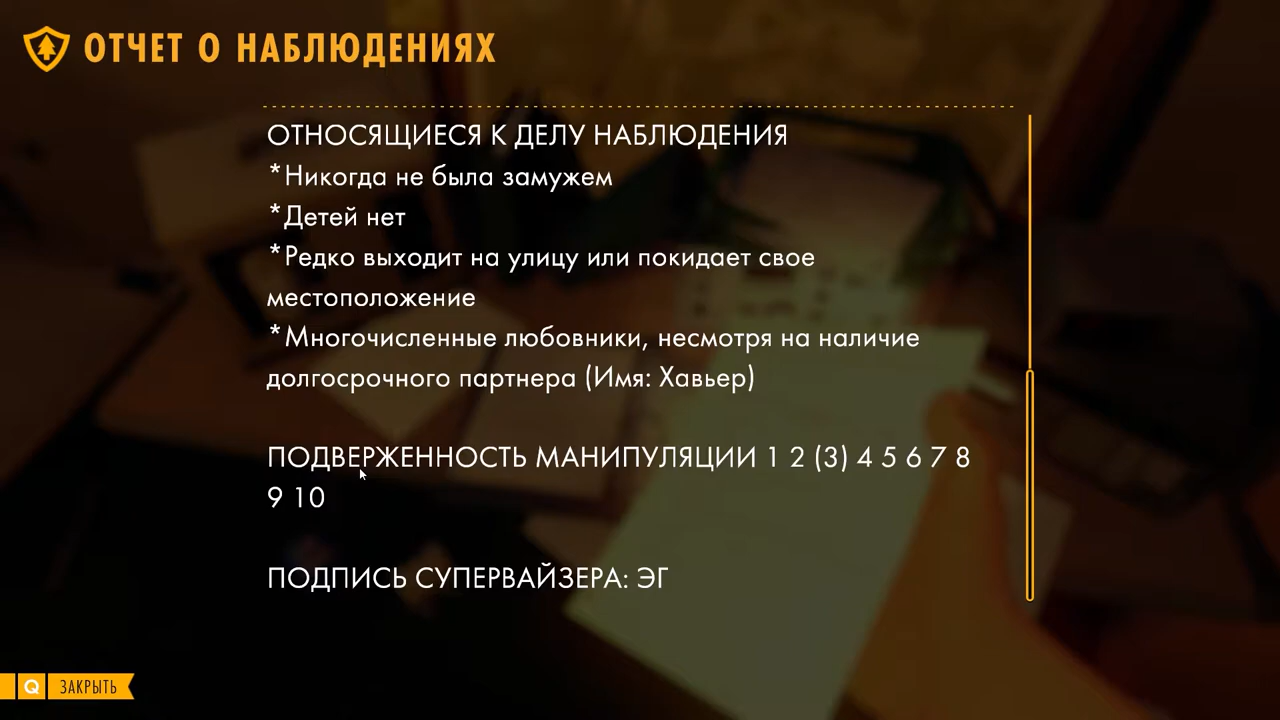 ОТЧЕТ О НАБЛЮДЕНИЯХ
ОТНОСЯЩИЕСЯ К ДЕЛУ НАБЛЮДЕНИЯ
*Никогда не была замужем
*Детей нет
*Редко выходит на улицу или покидает свое
местоположение
*Многочисленные любовники, несмотря на наличие
долгосрочного партнера (Имя: Хавьер)
ПОДВЕРЖЕННОСТЬ МАНИПУЛЯЦИИ 1 2 (3) 4 5 6 7 8
9 10
ПОДПИСЬ СУПЕРВАЙЗЕРА: ЭГ
Q ЗАКРЫТЬ